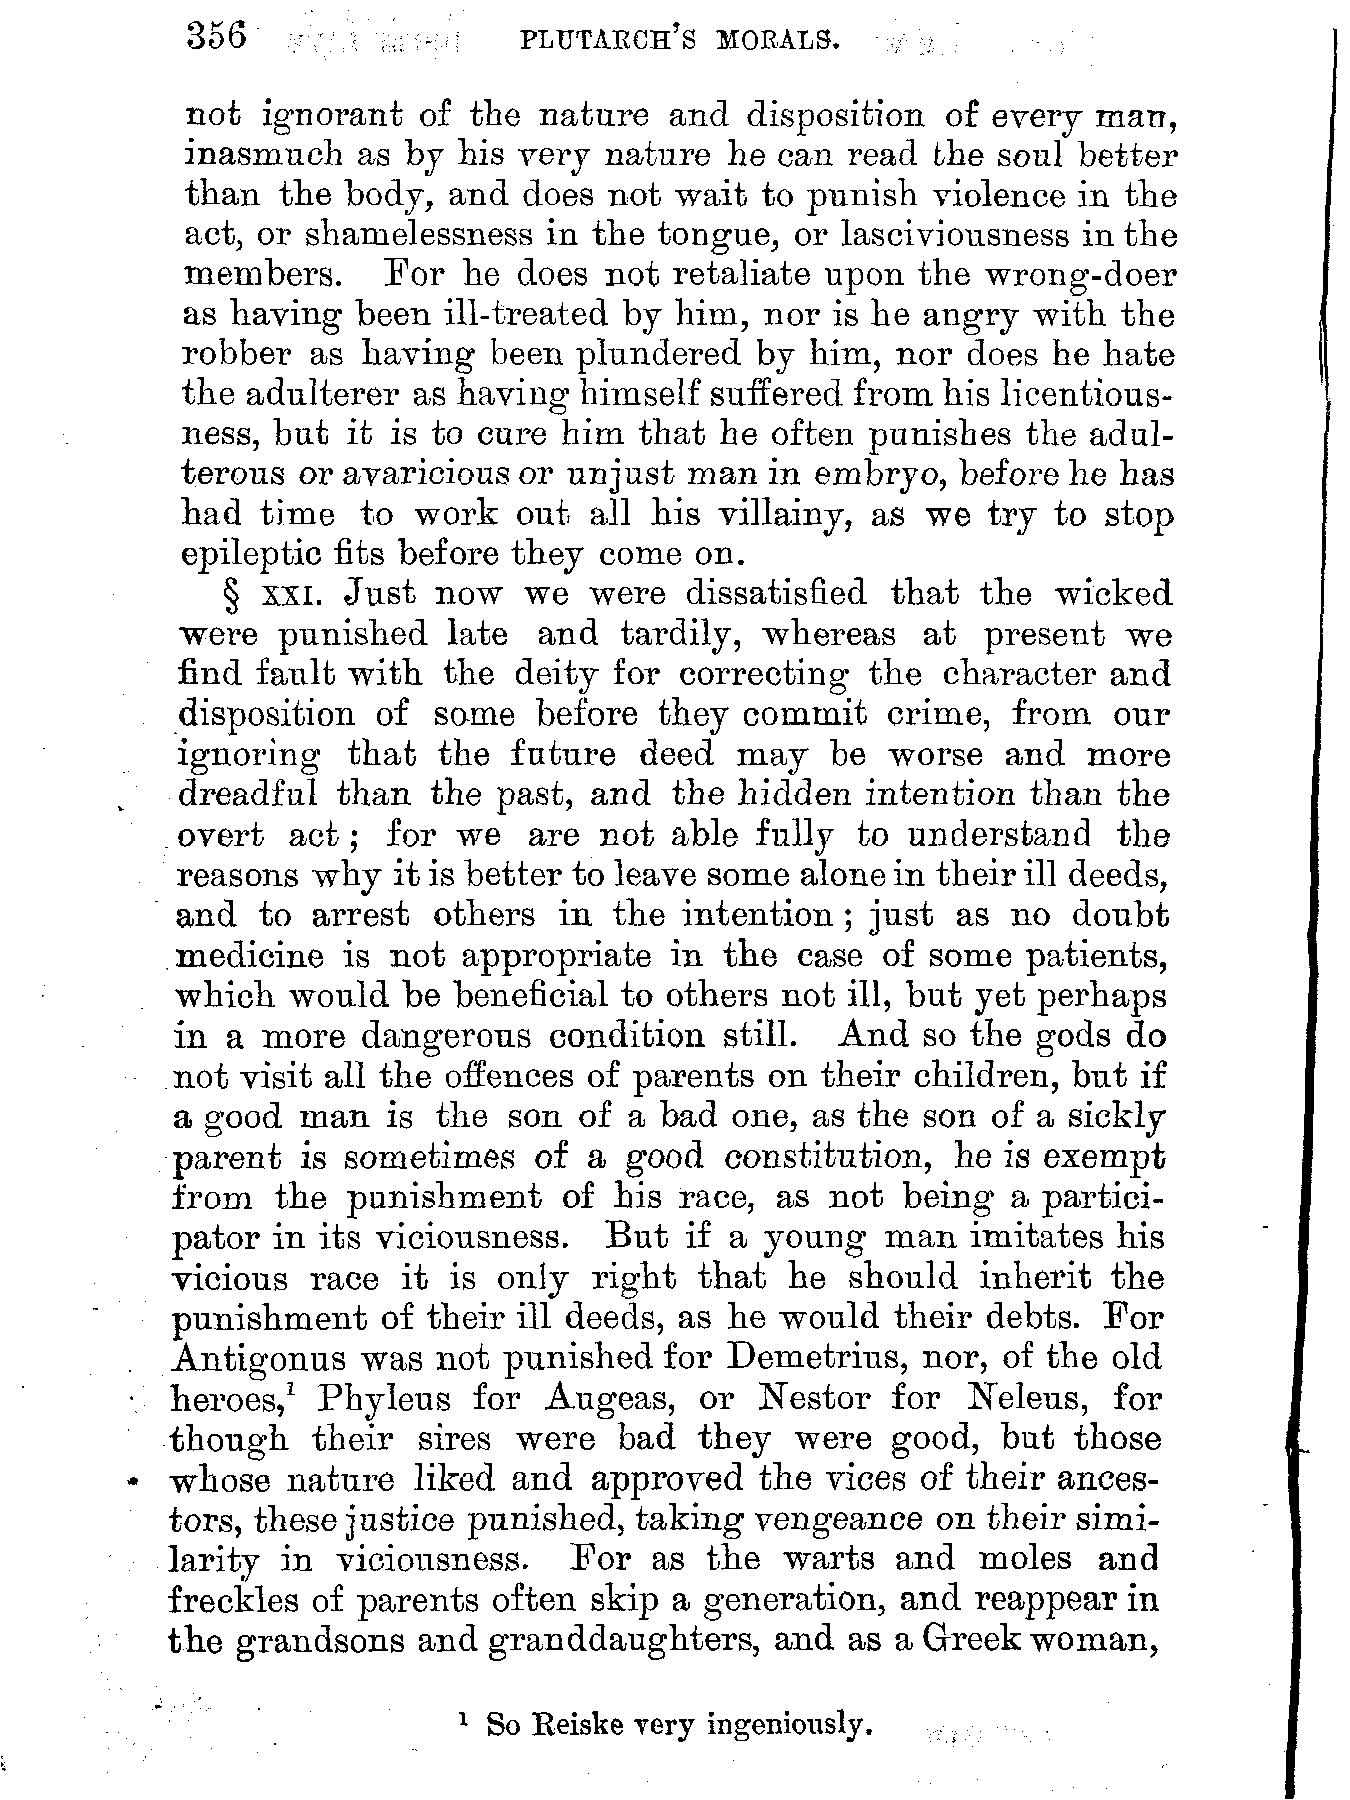 356 PLUTARCH'S MORALS.
not ignorant of the nature and disposition of every man,
inasmuch as by his very nature he can read the soul better
than the body, and does not wait to punish violence in the
act, or shamelessness in the tongue, or lasciviousness in the
members. For he does not retaliate upon the wrong-doer
as having been ill-treated by him, nor is he angry with the
robber as having been plundered by him, nor does he hate
the adulterer as having himself suffered from his licentious-
ness, but it is to cure him that he often punishes the adul-
terous or avaricious or unjust man in embryo, before he has
had time to work out all his villainy, as we try to stop
epileptic fits before they come on.
§ XXI. Just now we were dissatisfied that the wicked
were punished late and tardily, whereas at present we
find fault with the deity for correcting the character and
disposition of some before they commit crime, from our
ignoring that the future deed may be worse and more
dreadful than the past, and the hidden intention than the
overt act; for we are not able fully to understand the
reasons why it is better to leave some alone in their ill deeds,
and to arrest others in the intention; just as no doubt
medicine is not appropriate in the case of some patients,
which would be beneficial to others not ill, but yet perhaps
in a more dangerous condition still. And so the gods do
not visit all the offences of parents on their children, but if
a good man is the son of a bad one, as the son of a sickly
parent is sometimes of a good constitution, he is exempt
from the punishment of his race, as not being a partici-
pator in its viciousness. But if a young man imitates his
vicious race it is only right that he should inherit the
punishment of their ill deeds, as he would their debts. For
Antigonus was not punished for Demetrius, nor, of the old
heroes,¹ Phyleus for Augeas, or Nestor for Neleus, for
though their sires were bad they were good, but those
whose nature liked and approved the vices of their ances-
tors, these justice punished, taking vengeance on their simi-
larity in viciousness. For as the warts and moles and
freckles of parents often skip a generation, and reappear in
the grandsons and granddaughters, and as a Greek woman,
¹ So Reiske very ingeniously.